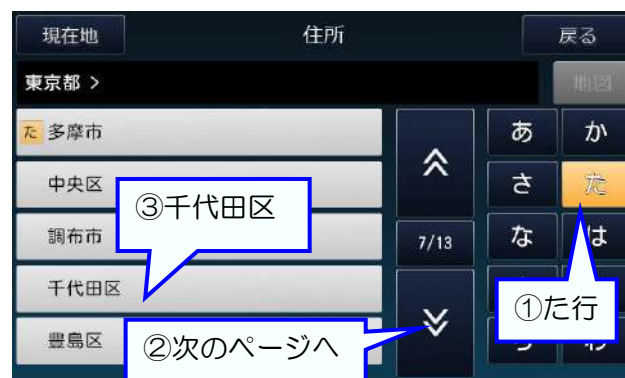 現在地 住所 戻る
東京都 > 地図
た 多摩市
中央区
調布市
千代田区
豊島区
7/13
あ か
さ た
な は
①た行
②次のページへ
③千代田区